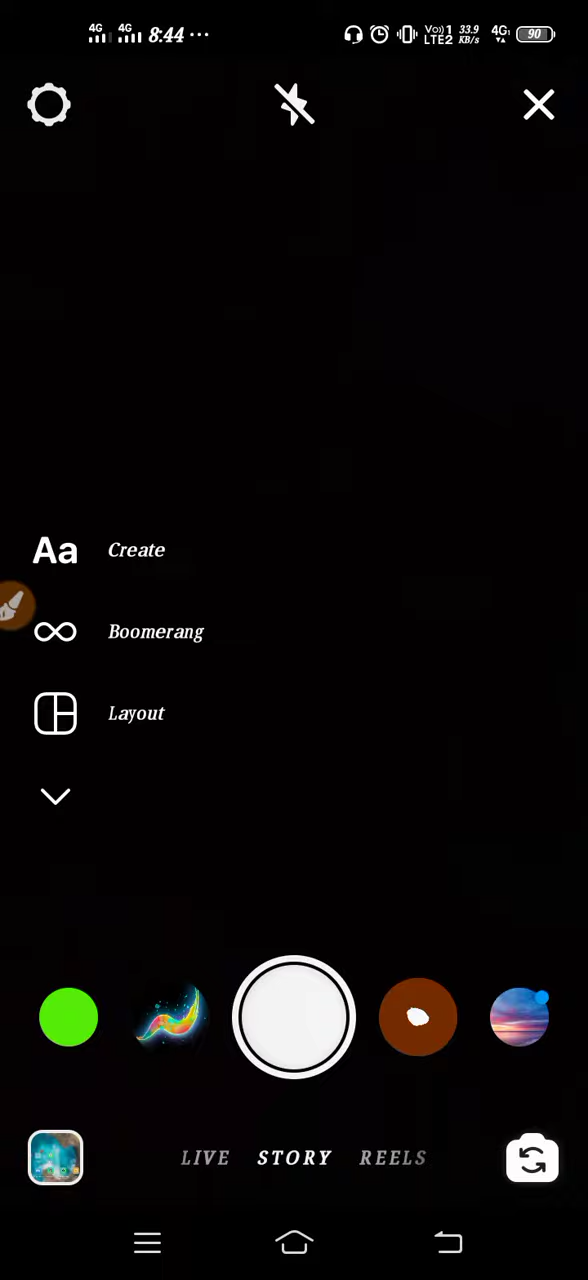 4G 4G 8:44 ... Vo))1 LTE2 33.9 KB/s 4G 90
Aa Create
Boomerang
Layout
LIVE STORY REELS